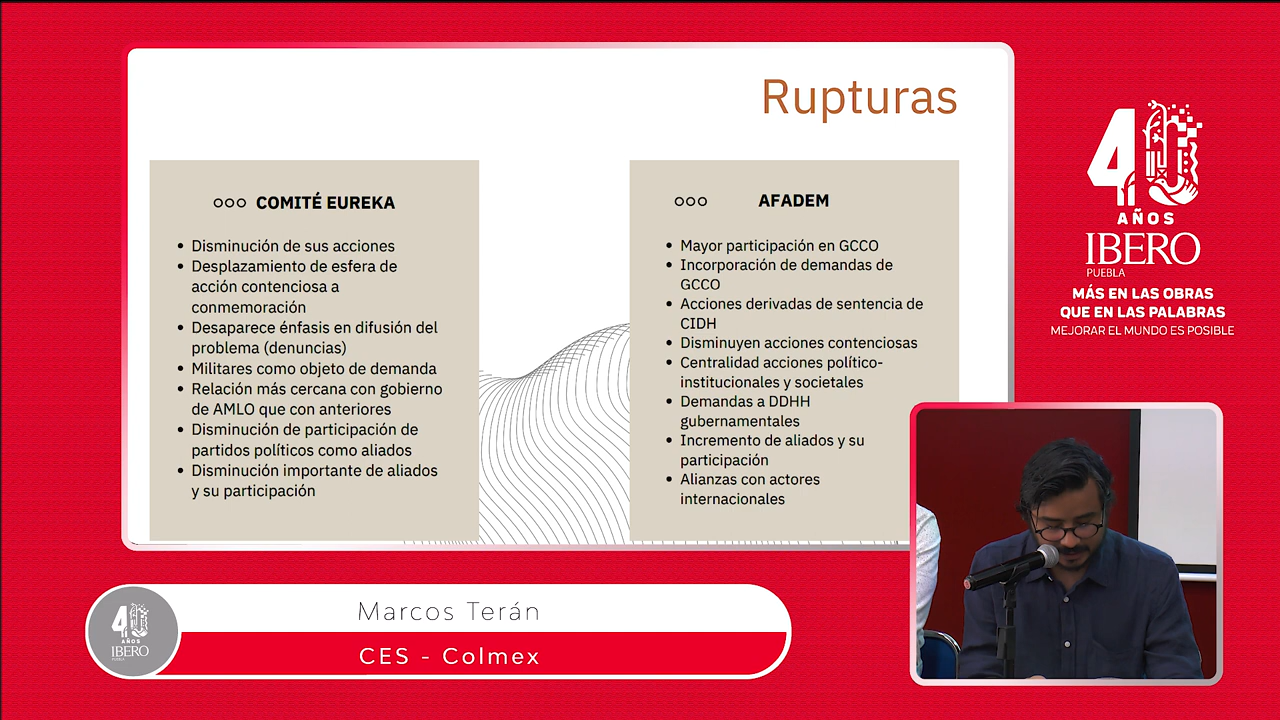 Rupturas
COMITÉ EUREKA
• Disminución de sus acciones
• Desplazamiento de esfera de
acción contenciosa a
conmemoración
• Desaparece énfasis en difusión del
problema (denuncias)
• Militares como objeto de demanda
• Relación más cercana con gobierno
de AMLO que con anteriores
• Disminución de participación de
partidos políticos como aliados
• Disminución importante de aliados
y su participación
AFADEM
• Mayor participación en GCCO
• Incorporación de demandas de
GCCO
• Acciones derivadas de sentencia de
CIDH
• Disminuyen acciones contenciosas
• Centralidad acciones político-
institucionales y societales
• Demandas a DDHH
gubernamentales
• Incremento de aliados y su
participación
• Alianzas con actores
internacionales
40
AÑOS
IBERO
PUEBLA
MÁS EN LAS OBRAS
QUE EN LAS PALABRAS
MEJORAR EL MUNDO ES POSIBLE
40
AÑOS
IBERO
PUEBLA
Marcos Terán
CES - Colmex